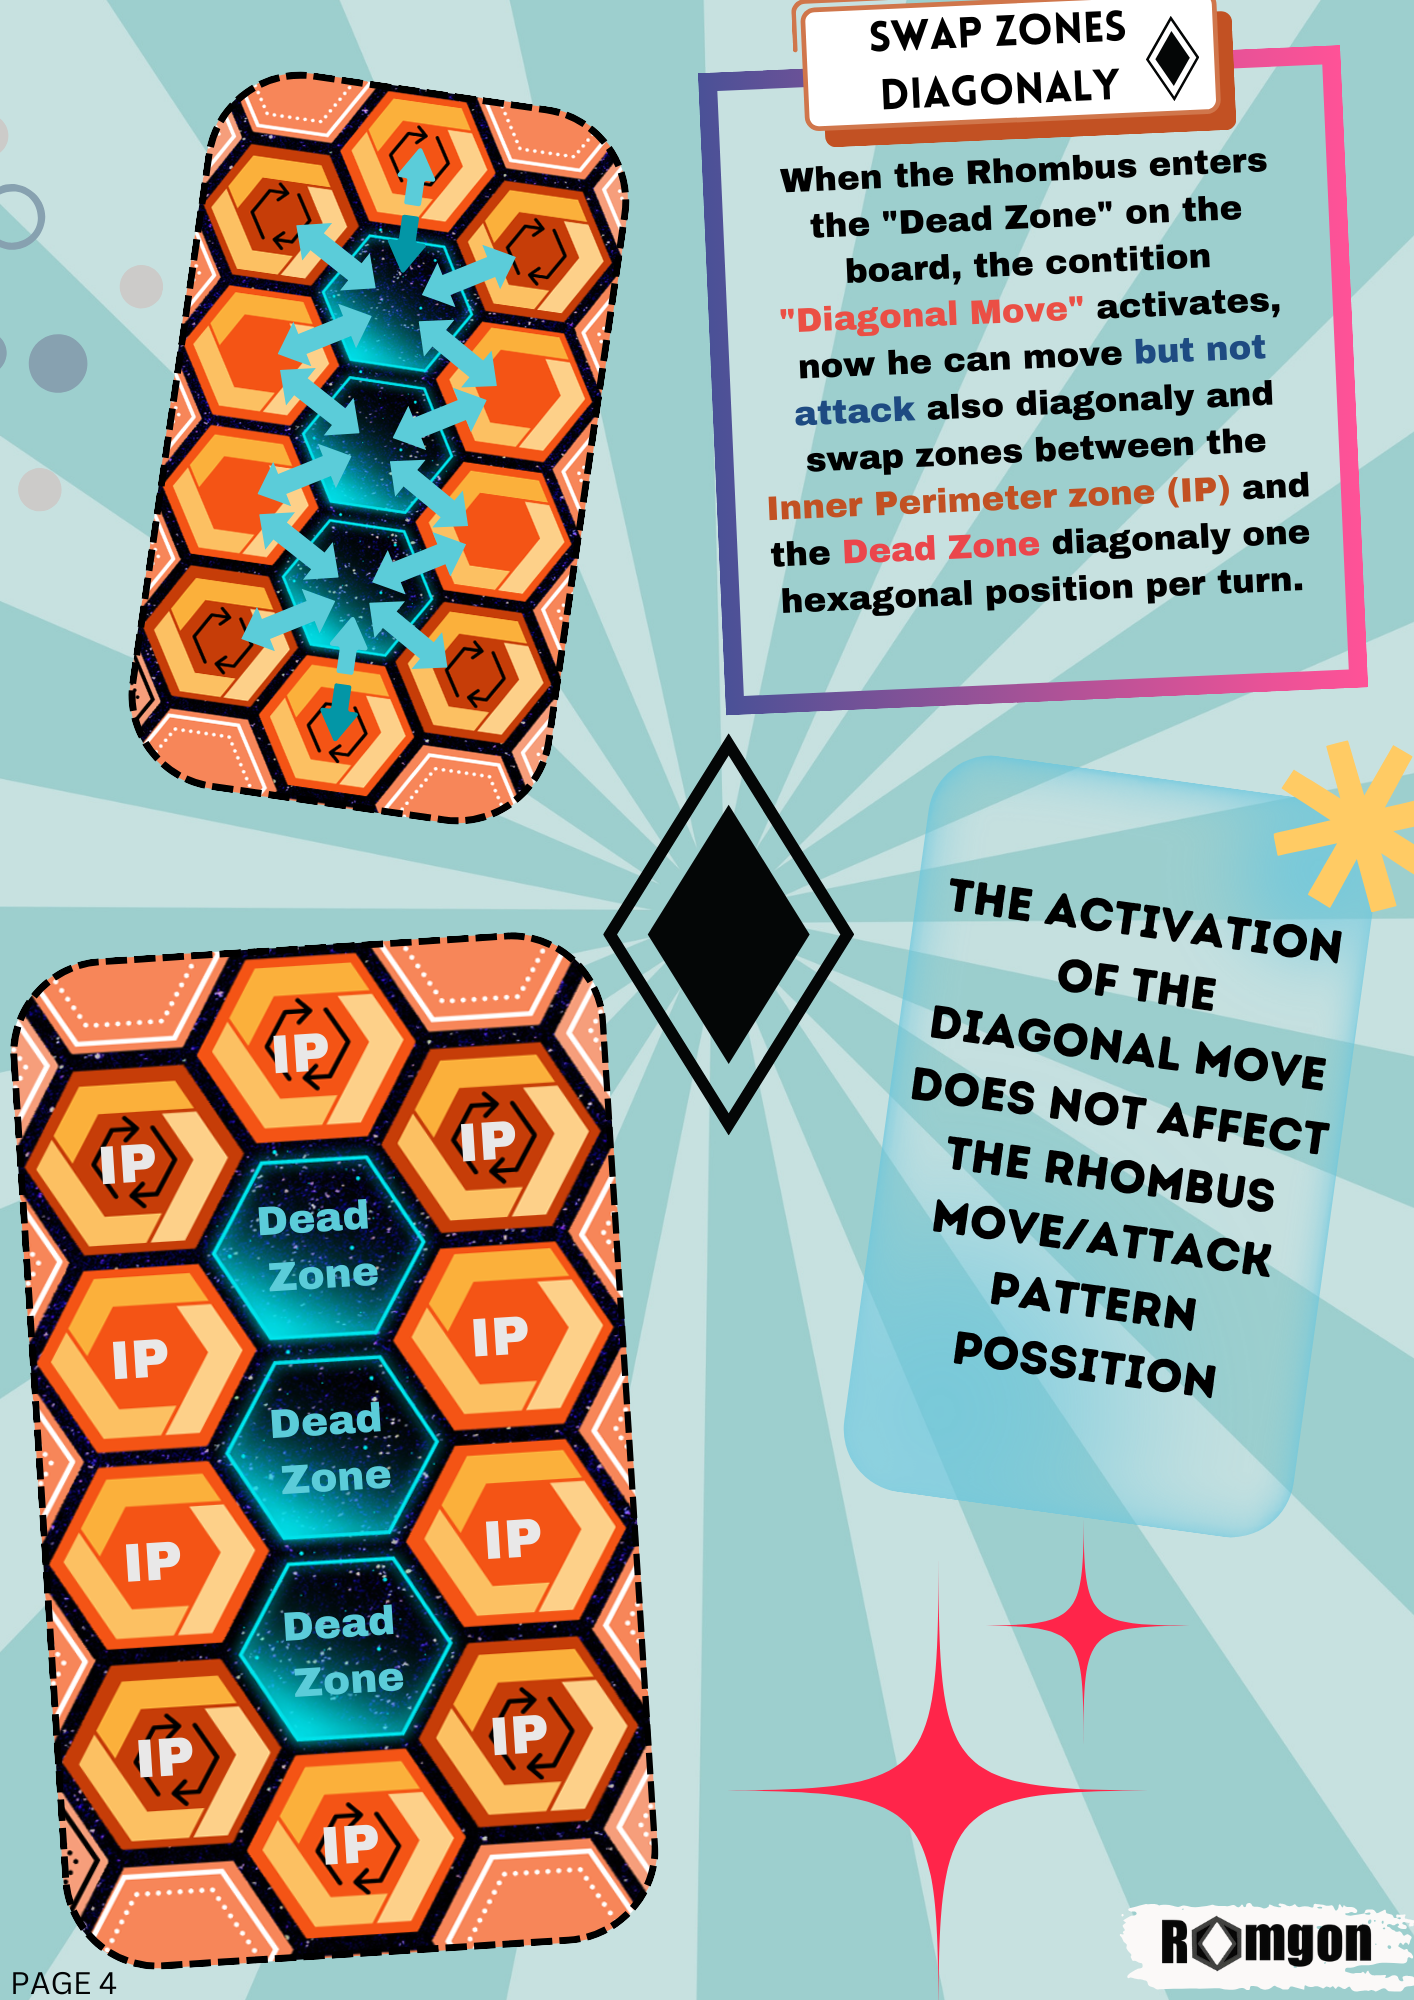 SWAP ZONES
DIAGONALY
When the Rhombus enters
the "Dead Zone" on the
board, the contition
"Diagonal Move" activates,
now he can move but not
attack also diagonaly and
swap zones between the
Inner Perimeter zone (IP) and
the Dead Zone diagonaly one
hexagonal position per turn.
THE ACTIVATION
OF THE
DIAGONAL MOVE
DOES NOT AFFECT
THE RHOMBUS
MOVE/ATTACK
PATTERN
POSSITION
IP
IP
IP
Dead
Zone
IP
IP
Dead
Zone
IP
IP
Dead
Zone
IP
IP
IP
PAGE 4
Romgon